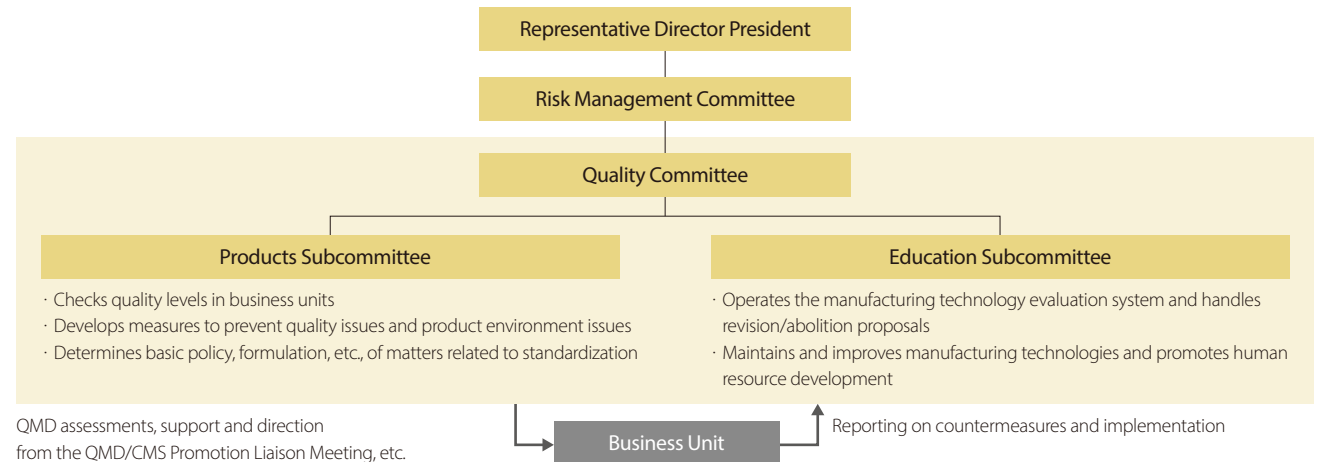 Representative Director President
Risk Management Committee
Quality Committee
Products Subcommittee
· Checks quality levels in business units
· Develops measures to prevent quality issues and product environment issues
· Determines basic policy, formulation, etc., of matters related to standardization
Education Subcommittee
· Operates the manufacturing technology evaluation system and handles
revision/abolition proposals
· Maintains and improves manufacturing technologies and promotes human
resource development
QMD assessments, support and direction
from the QMD/CMS Promotion Liaison Meeting, etc.
Business Unit
Reporting on countermeasures and implementation